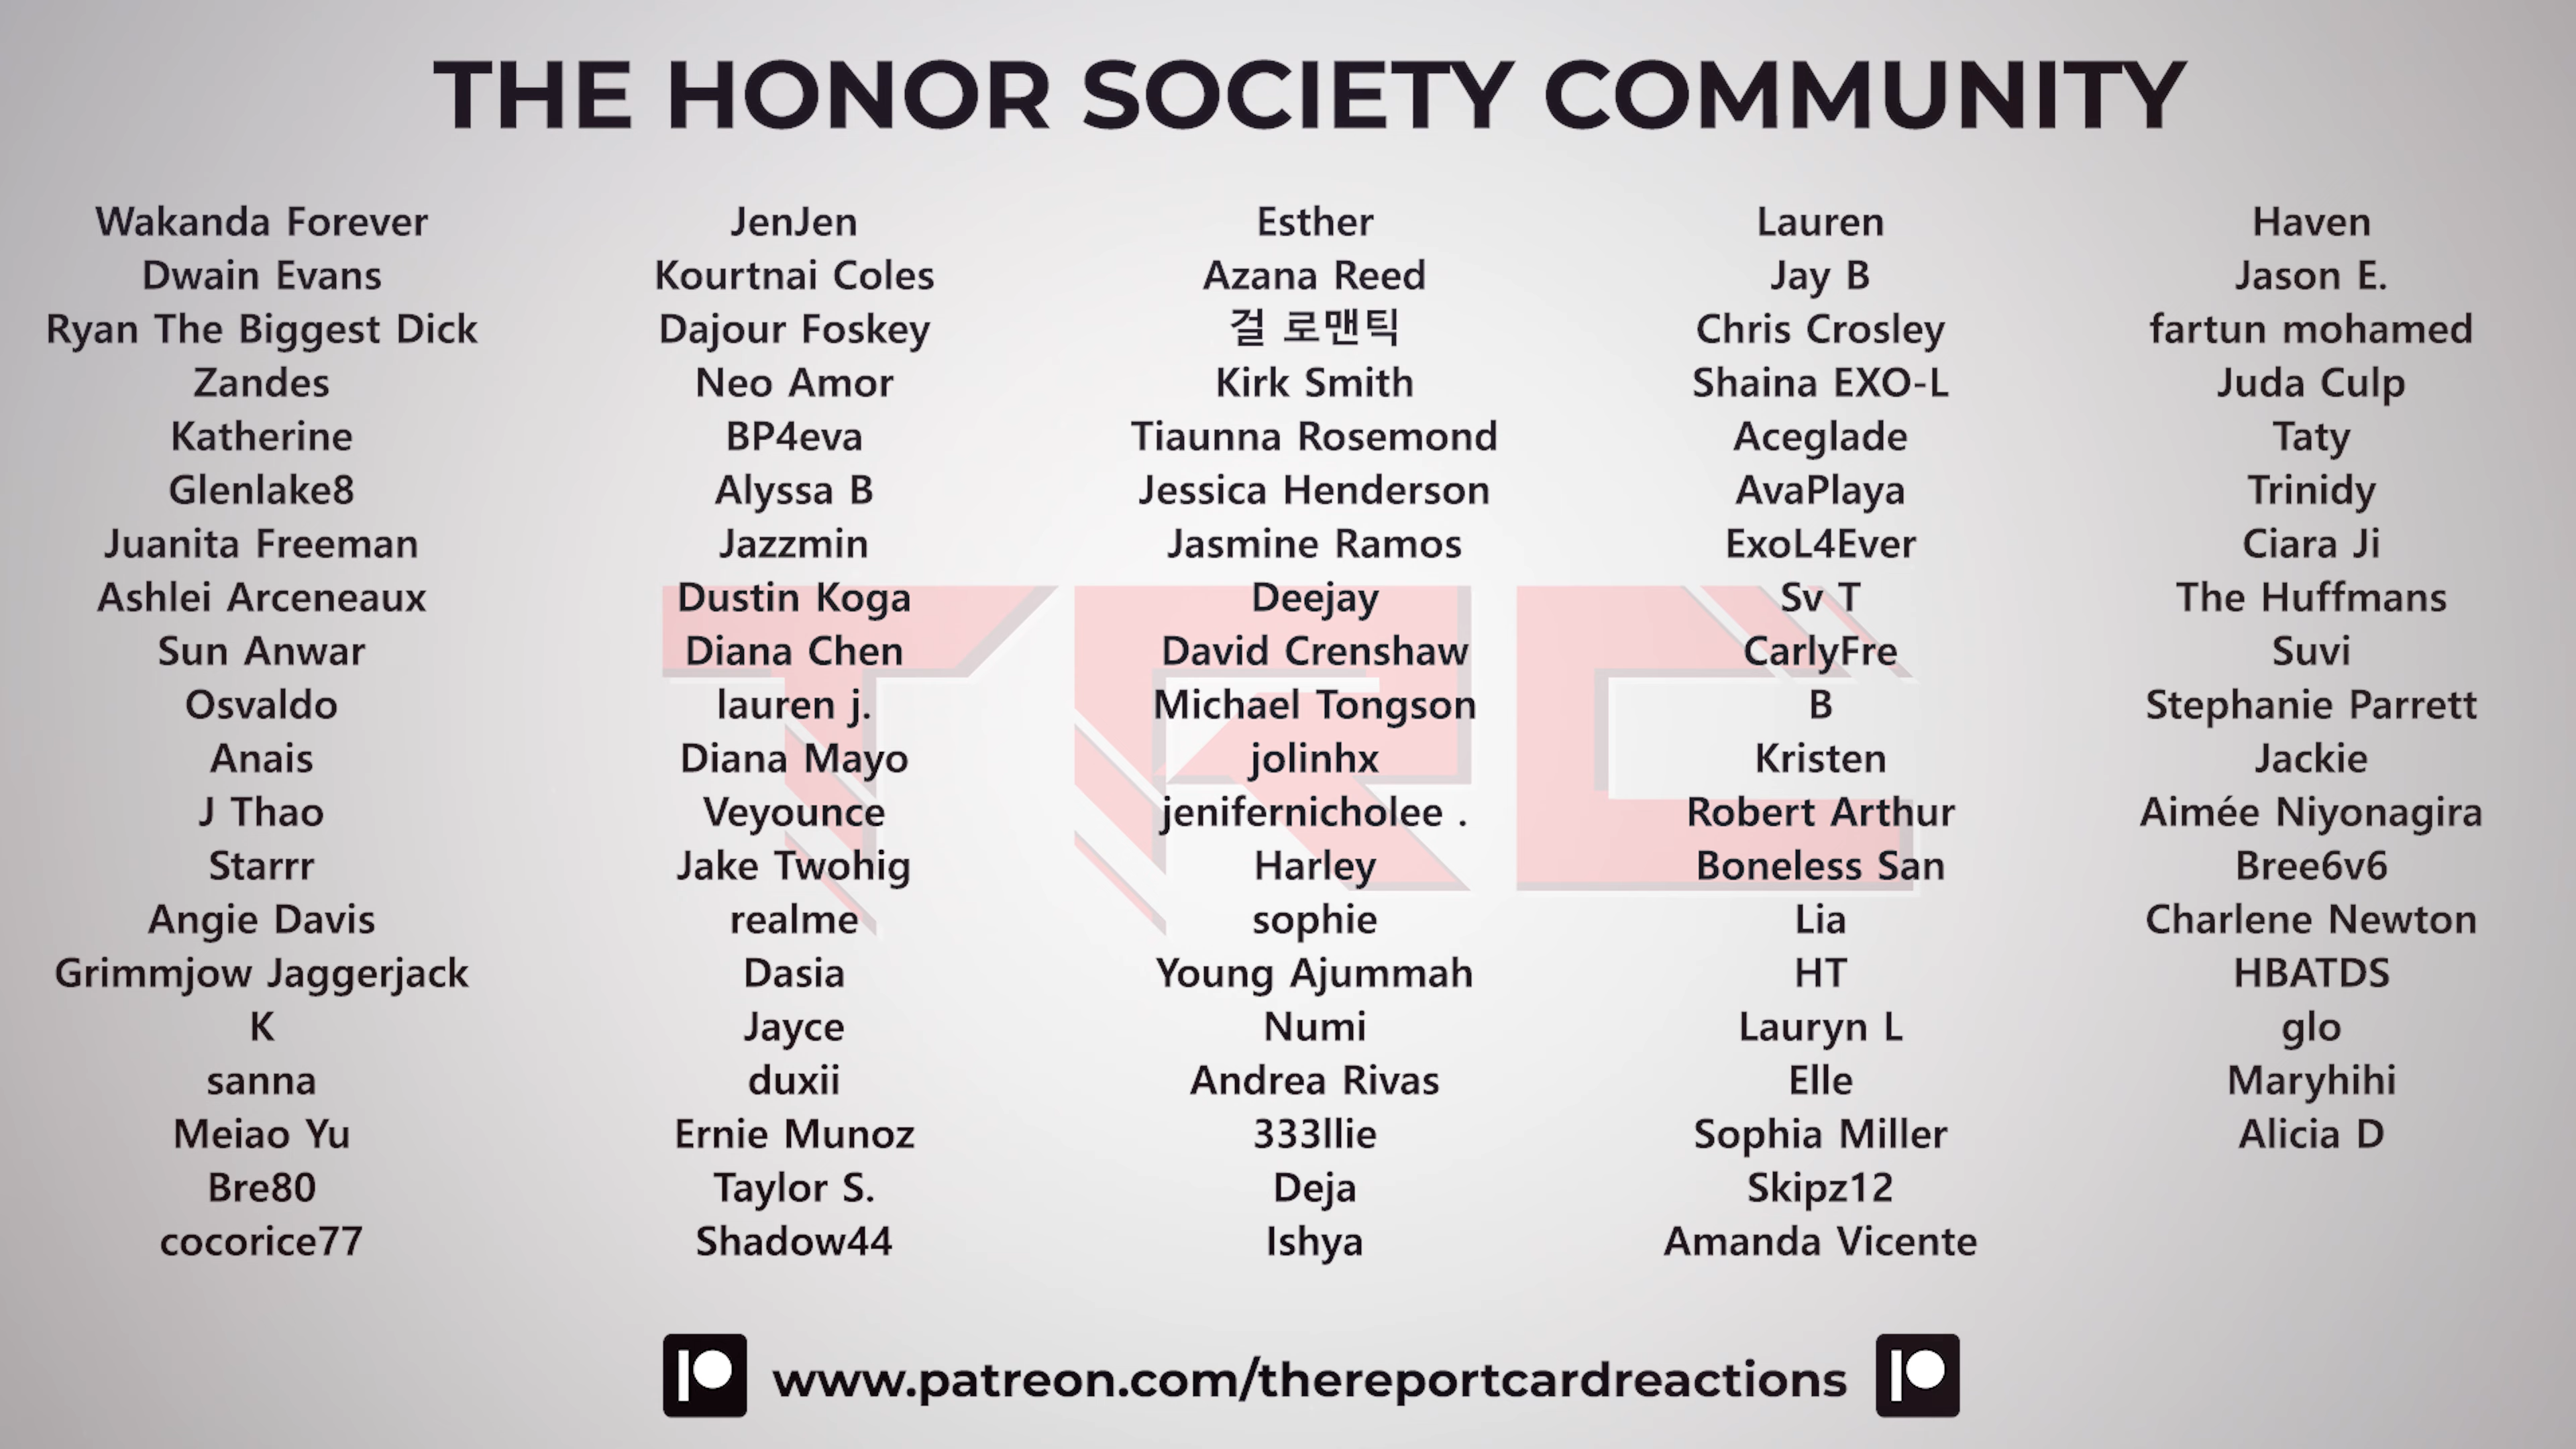 THE HONOR SOCIETY COMMUNITY
Wakanda Forever
Dwain Evans
Ryan The Biggest Dick
Zandes
Katherine
Glenlake8
Juanita Freeman
Ashlei Arceneaux
Sun Anwar
Osvaldo
Anais
J Thao
Starrr
Angie Davis
Grimmjow Jaggerjack
K
sanna
Meiao Yu
Bre80
cocorice77
JenJen
Kourtnai Coles
Dajour Foskey
Neo Amor
BP4eva
Alyssa B
Jazzmin
Dustin Koga
Diana Chen
lauren j.
Diana Mayo
Veyounce
Jake Twohig
realme
Dasia
Jayce
duxii
Ernie Munoz
Taylor S.
Shadow44
Esther
Azana Reed
걸 로맨틱
Kirk Smith
Tiaunna Rosemond
Jessica Henderson
Jasmine Ramos
Deejay
David Crenshaw
Michael Tongson
jolinhx
jenifernicholee .
Harley
sophie
Young Ajummah
Numi
Andrea Rivas
333llie
Deja
Ishya
Lauren
Jay B
Chris Crosley
Shaina EXO-L
Aceglade
AvaPlaya
ExoL4Ever
Sv T
CarlyFre
B
Kristen
Robert Arthur
Boneless San
Lia
HT
Lauryn L
Elle
Sophia Miller
Skipz12
Amanda Vicente
Haven
Jason E.
fartun mohamed
Juda Culp
Taty
Trinidy
Ciara Ji
The Huffmans
Suvi
Stephanie Parrett
Jackie
Aimée Niyonagira
Bree6v6
Charlene Newton
HBATDS
glo
Maryhihi
Alicia D
TRC
www.patreon.com/thereportcardreactions